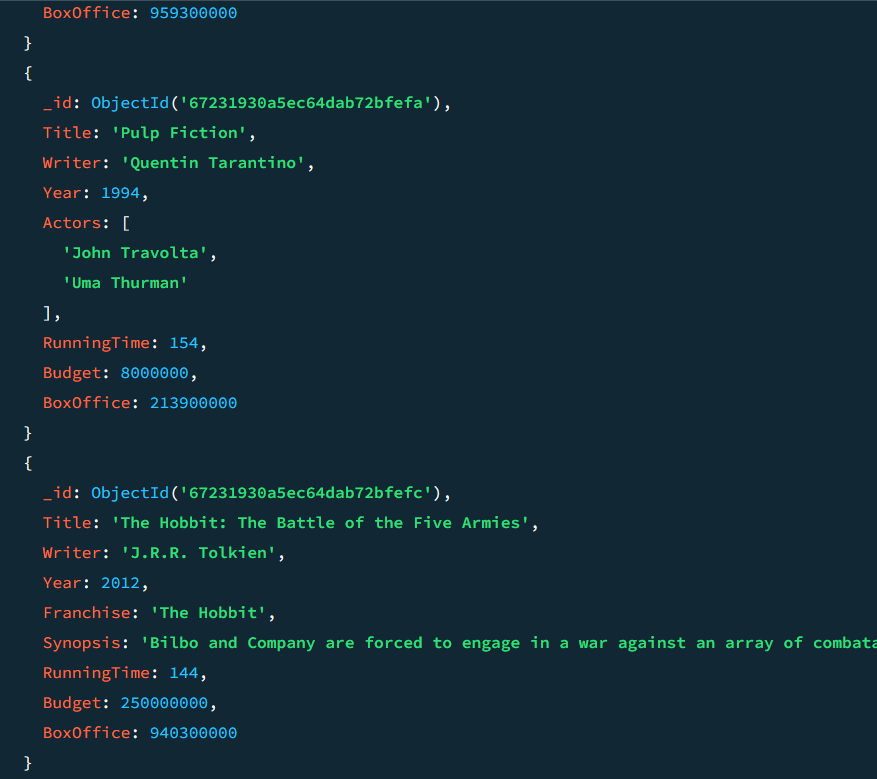 BoxOffice: 959300000
}
{
_id: ObjectId('67231930a5ec64dab72bfefa'),
Title: 'Pulp Fiction',
Writer: 'Quentin Tarantino',
Year: 1994,
Actors: [
'John Travolta',
'Uma Thurman'
],
RunningTime: 154,
Budget: 8000000,
BoxOffice: 213900000
}
{
_id: ObjectId('67231930a5ec64dab72bfefc'),
Title: 'The Hobbit: The Battle of the Five Armies',
Writer: 'J.R.R. Tolkien',
Year: 2012,
Franchise: 'The Hobbit',
Synopsis: 'Bilbo and Company are forced to engage in a war against an array of
RunningTime: 144,
Budget: 250000000,
BoxOffice: 940300000
}